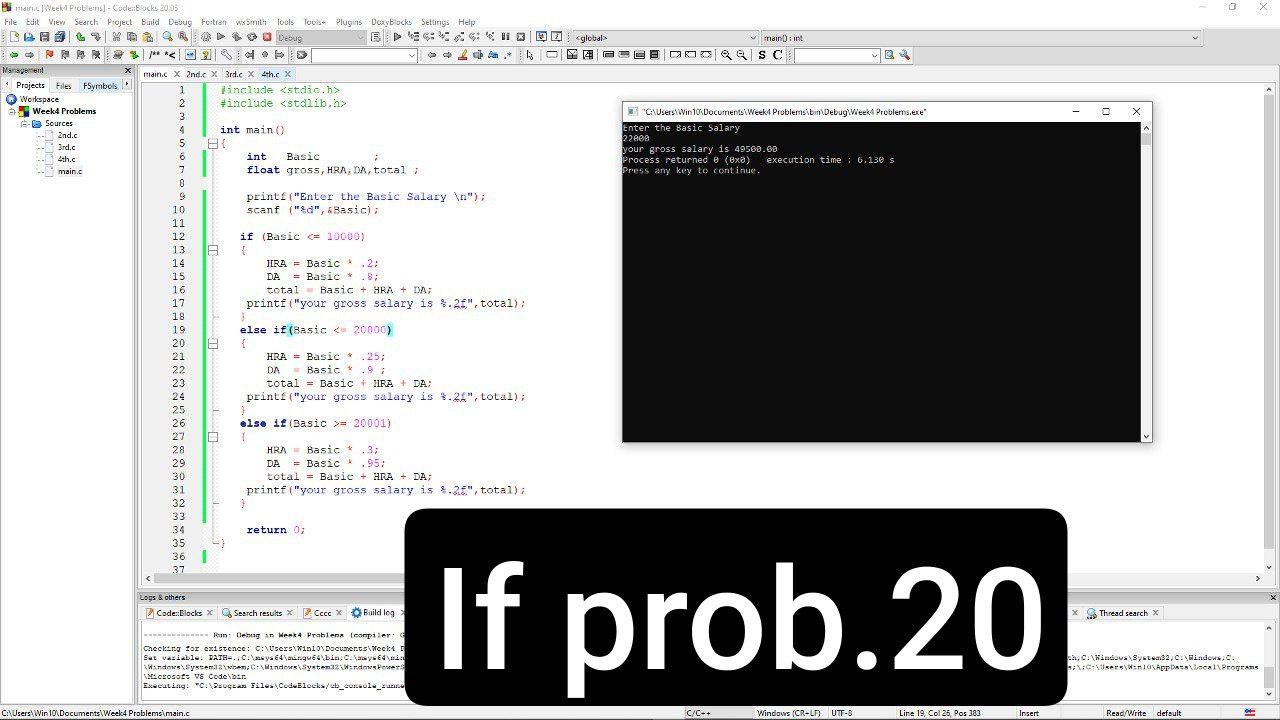 main.c [Week4 Problems] - Code::Blocks 20.03
File Edit View Search Project Build Debug Fortran wxSmith Tools Tools+ Plugins DoxyBlocks Settings Help
Debug <global> main() : int
/** *< S C
Management
Projects Files FSymbols
main.c 2nd.c 3rd.c 4th.c
Workspace
Week4 Problems
Sources
2nd.c
3rd.c
4th.c
main.c
1 #include <stdio.h>
2 #include <stdlib.h>
3
4 int main()
5 {
6 int Basic ;
7 float gross,HRA,DA,total ;
8
9 printf("Enter the Basic Salary \n");
10 scanf ("%d",&Basic);
11
12 if (Basic <= 10000)
13 {
14 HRA = Basic * .2;
15 DA = Basic * .8;
16 total = Basic + HRA + DA;
17 printf("your gross salary is %.2f",total);
18 }
19 else if(Basic <= 20000)
20 {
21 HRA = Basic * .25;
22 DA = Basic * .9 ;
23 total = Basic + HRA + DA;
24 printf("your gross salary is %.2f",total);
25 }
26 else if(Basic >= 20001)
27 {
28 HRA = Basic * .3;
29 DA = Basic * .95;
30 total = Basic + HRA + DA;
31 printf("your gross salary is %.2f",total);
32 }
33
34 return 0;
35 }
36
37
"C:\Users\Win10\Documents\Week4 Problems\bin\Debug\Week4 Problems.exe"
Enter the Basic Salary
22000
your gross salary is 49500.00
Process returned 0 (0x0) execution time : 6.130 s
Press any key to continue.
If prob.20
Logs & others
Code::Blocks Search results Cccc Build log Thread search
-------------- Run: Debug in Week4 Problems (compiler: G
Checking for existence: C:\Users\Win10\Documents\Week4 P
Set variable: PATH=.;C:\msys64\mingw64\bin;C:\msys64\mi th;C:\Windows\System32;C:\Windows;C:
\Windows\System32\wbem;C:\Windows\System32\WindowsPowers s;\;C:\Users\Win10\AppData\Local\Programs
\Microsoft VS Code\bin
Executing: "C:\Program Files\CodeBlocks/cb_console_runne
C:\Users\Win10\Documents\Week4 Problems\main.c C/C++ Windows (CR+LF) UTF-8 Line 19, Col 26, Pos 383 Insert Read/Write default